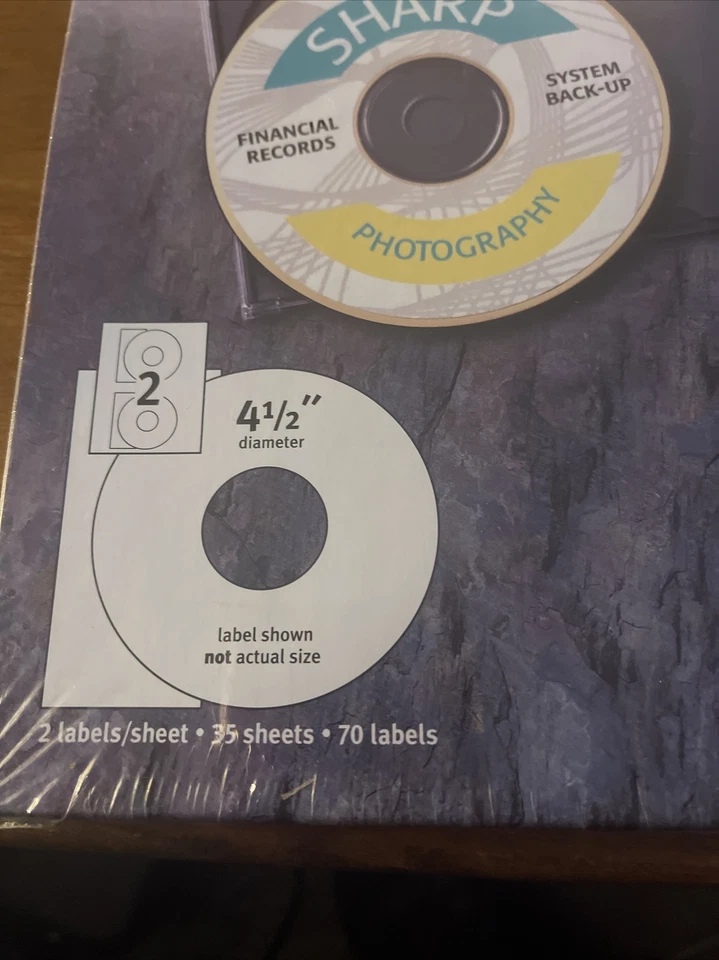 SHARP
SYSTEM
BACK-UP
FINANCIAL
RECORDS
PHOTOGRAPHY
2
4½″
diameter
label shown
not actual size
2 labels/sheet • 35 sheets • 70 labels